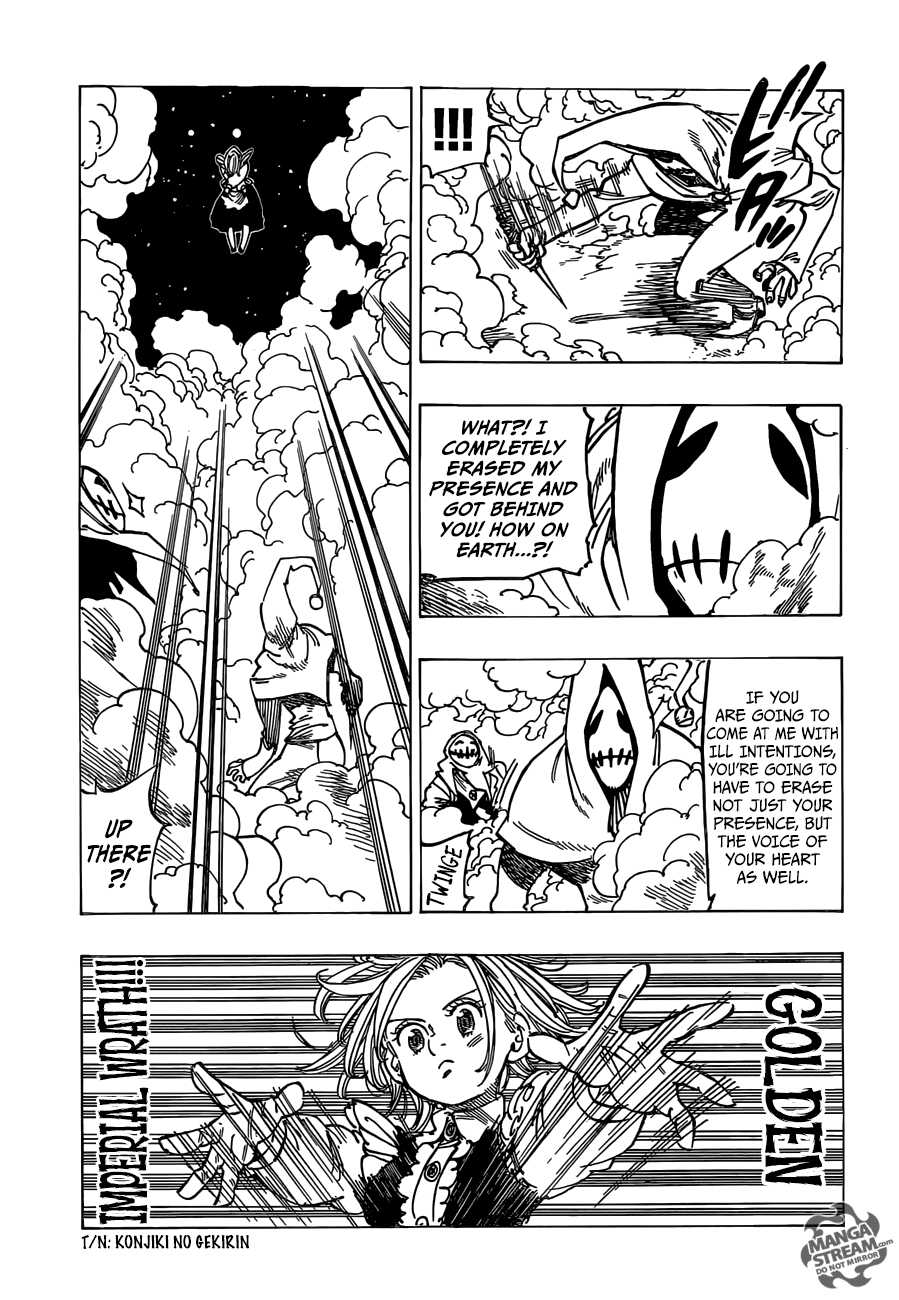 !!!
ビリッ
WHAT?! I
COMPLETELY
ERASED MY
PRESENCE AND
GOT BEHIND
YOU! HOW ON
EARTH...?!
IF YOU
ARE GOING TO
COME AT ME WITH
ILL INTENTIONS,
YOU'RE GOING TO
HAVE TO ERASE
NOT JUST YOUR
PRESENCE, BUT
THE VOICE OF
YOUR HEART
AS WELL.
TWINGE
UP
THERE
?!
GOLDEN
IMPERIAL WRATH!!!
T/N: KONJIKI NO GEKIRIN
MANGA
STREAM.com
DO NOT MIRROR